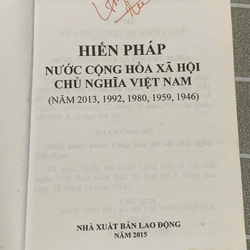 HIẾN PHÁP
NƯỚC CỘNG HÒA XÃ HỘI
CHỦ NGHĨA VIỆT NAM
(NĂM 2013, 1992, 1980, 1959, 1946)
NHÀ XUẤT BẢN LAO ĐỘNG
NĂM 2015